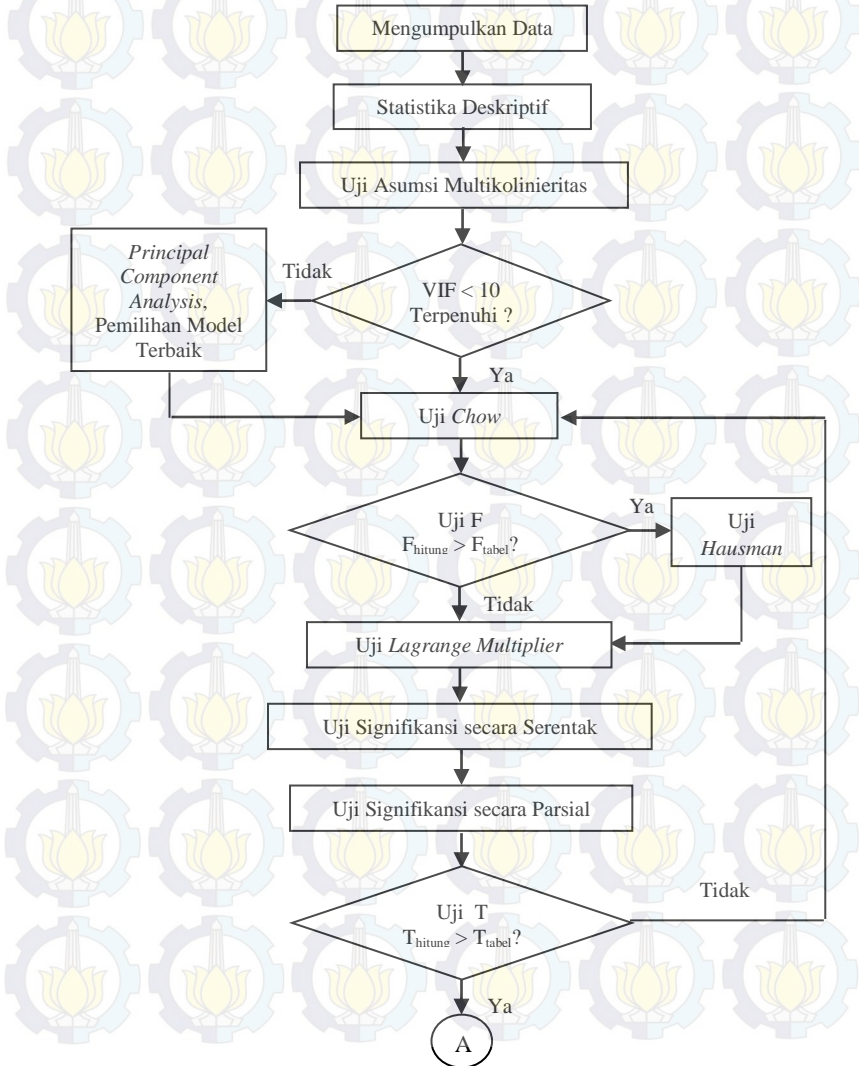 Mengumpulkan Data
Statistika Deskriptif
Uji Asumsi Multikolinieritas
Principal
Component
Analysis,
Pemilihan Model
Terbaik
Tidak
VIF < 10
Terpenuhi ?
Ya
Uji Chow
Uji F
Fhitung > Ftabel?
Ya
Uji
Hausman
Tidak
Uji Lagrange Multiplier
Uji Signifikansi secara Serentak
Uji Signifikansi secara Parsial
Uji T
Thitung > Ttabel?
Tidak
Ya
A